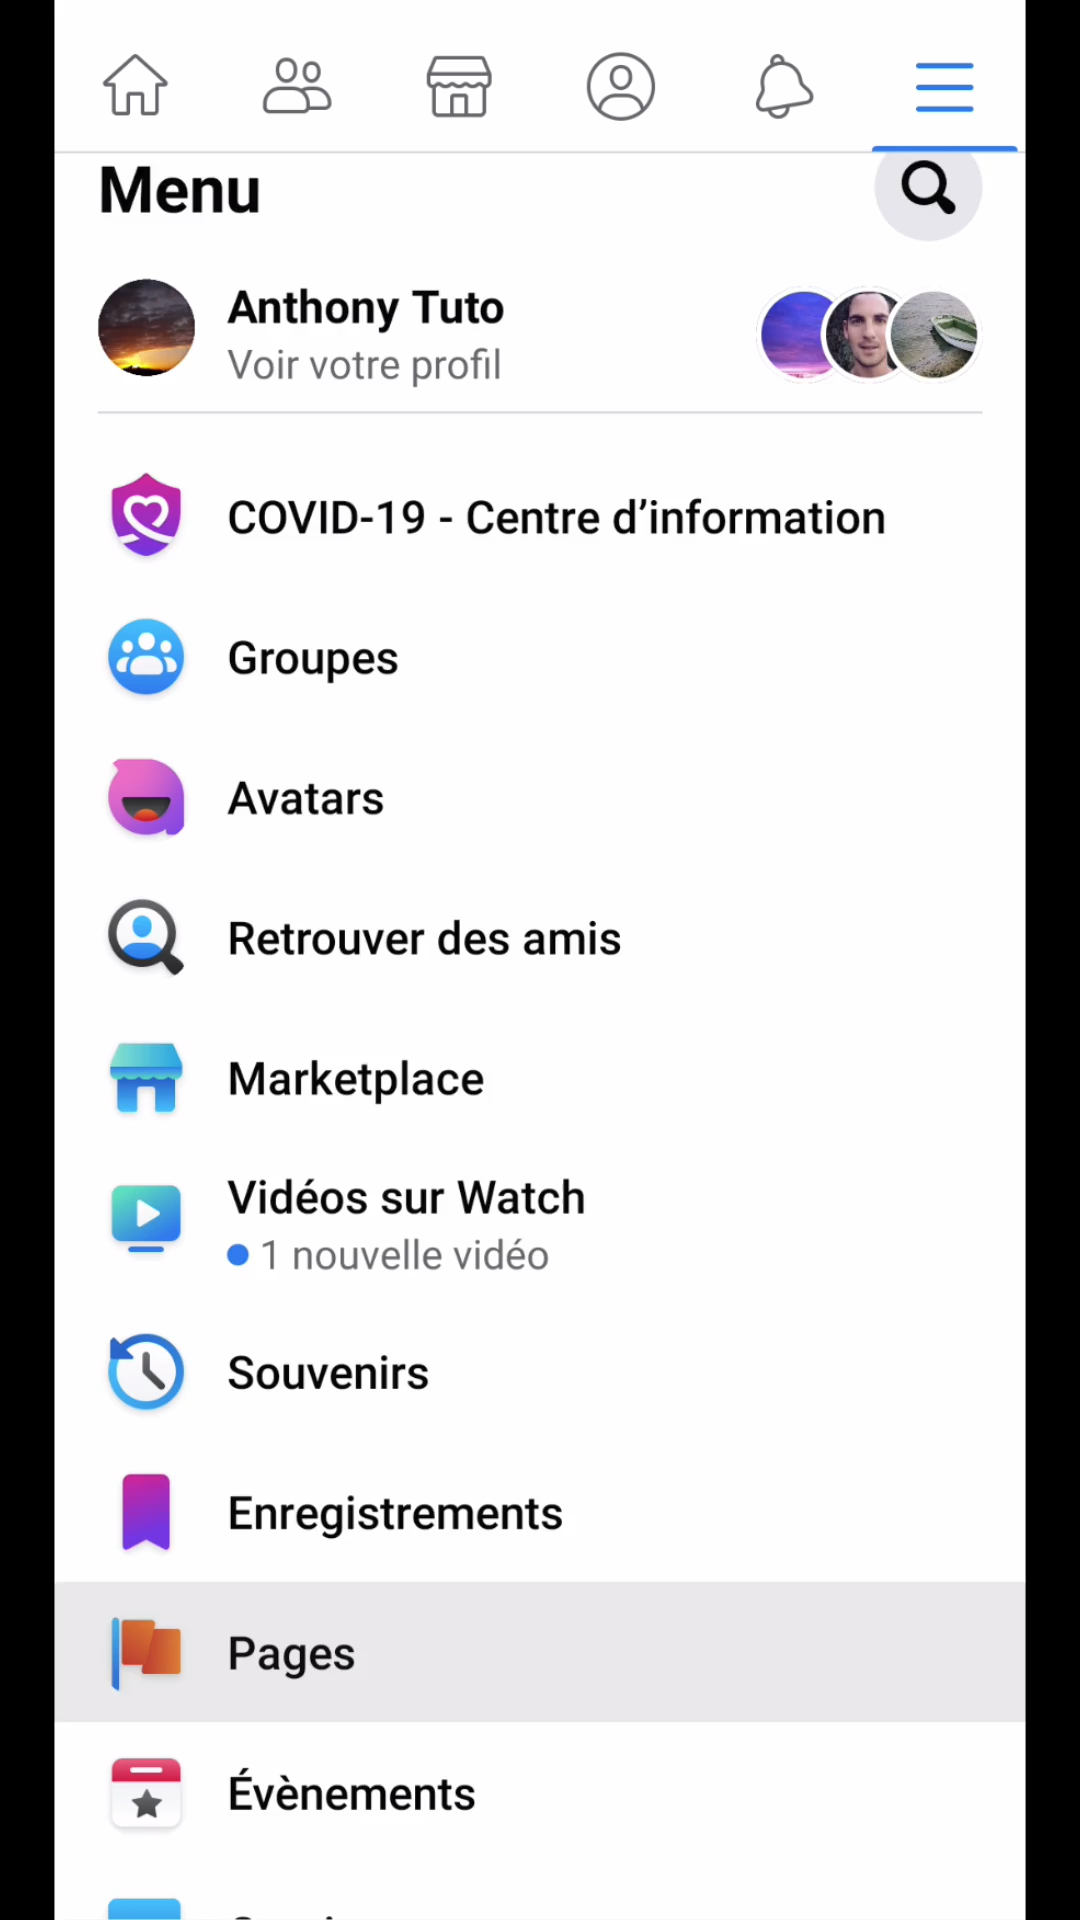 Menu
Anthony Tuto
Voir votre profil
COVID-19 - Centre d’information
Groupes
Avatars
Retrouver des amis
Marketplace
Vidéos sur Watch
1 nouvelle vidéo
Souvenirs
Enregistrements
Pages
Évènements